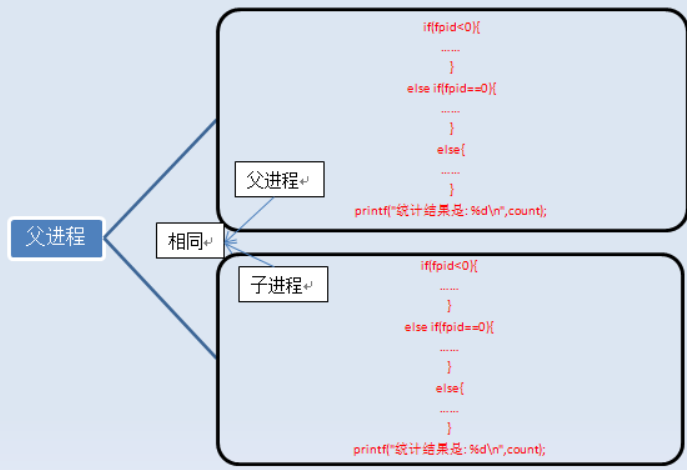 if(fpid<0){
......
}
else if(fpid==0){
......
}
else{
......
}
printf("统计结果是: %d\n",count);
父进程
父进程
相同
子进程
if(fpid<0){
......
}
else if(fpid==0){
......
}
else{
......
}
printf("统计结果是: %d\n",count);